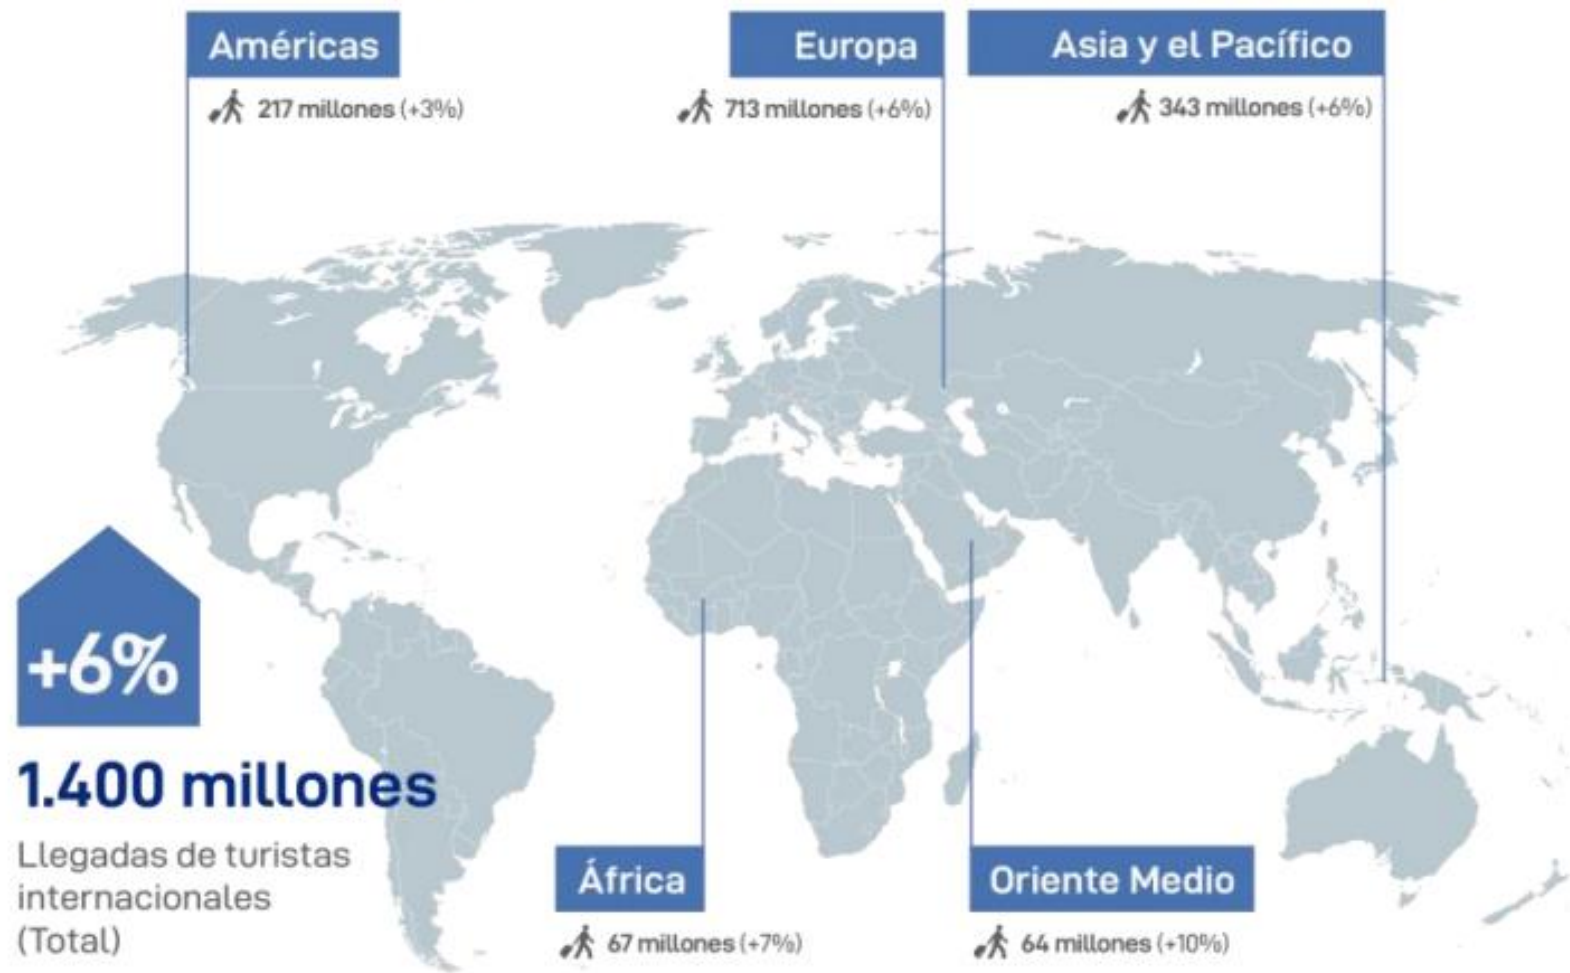 Américas
217 millones (+3%)
Europa
713 millones (+6%)
Asia y el Pacífico
343 millones (+6%)
+6%
1.400 millones
Llegadas de turistas
internacionales
(Total)
África
67 millones (+7%)
Oriente Medio
64 millones (+10%)